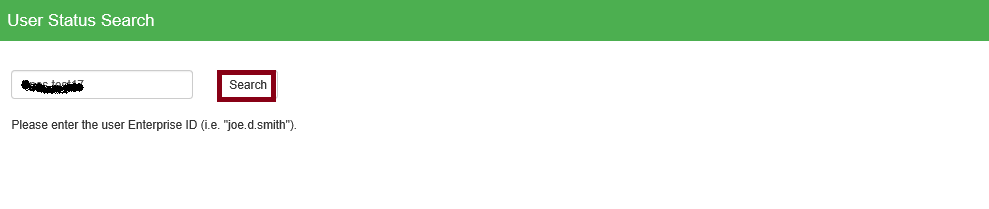 User Status Search
Search
Please enter the user Enterprise ID (i.e. "joe.d.smith").